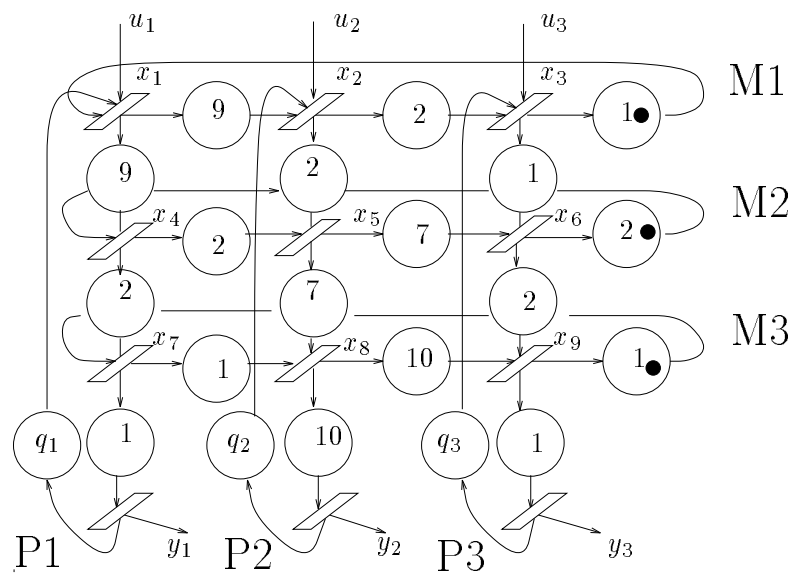 u1 u2 u3
x1 x2 x3 M1
9 2 1
9 2 1 M2
x4 x5 x6
2 7 2
2 7 2 M3
x7 x8 x9
1 10 1
q1 1 q2 10 q3 1
P1 y1 P2 y2 P3 y3